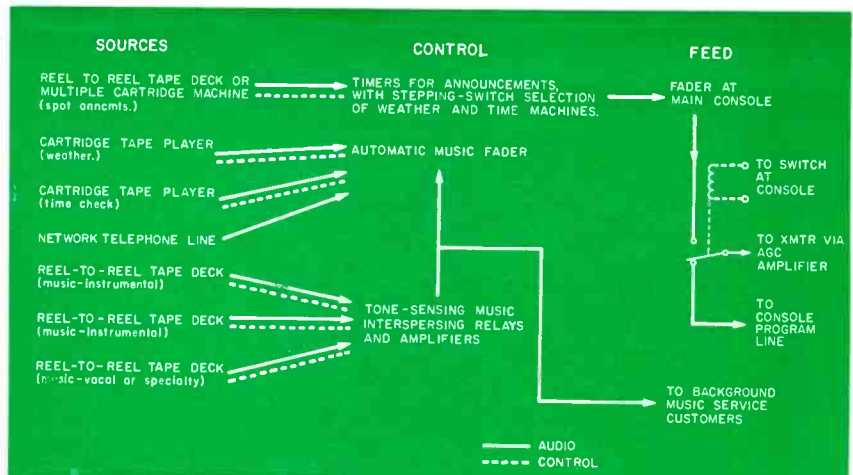 SOURCES
CONTROL
FEED
REEL TO REEL TAPE DECK OR
MULTIPLE CARTRIDGE MACHINE
(spot anncmts.)
TIMERS FOR ANNOUNCEMENTS,
WITH STEPPING-SWITCH SELECTION
OF WEATHER AND TIME MACHINES.
FADER AT
MAIN CONSOLE
CARTRIDGE TAPE PLAYER
(weather.)
AUTOMATIC MUSIC FADER
CARTRIDGE TAPE PLAYER
(time check)
NETWORK TELEPHONE LINE
TO SWITCH
AT
CONSOLE
TO XMTR VIA
AGC
AMPLIFIER
REEL-TO-REEL TAPE DECK
(music-instrumental)
REEL-TO-REEL TAPE DECK
(music-instrumental)
REEL-TO-REEL TAPE DECK
(music-vocal or specialty)
TONE-SENSING MUSIC
INTERSPERSING RELAYS
AND AMPLIFIERS
TO
CONSOLE
PROGRAM
LINE
TO BACKGROUND
MUSIC SERVICE
CUSTOMERS
AUDIO
CONTROL